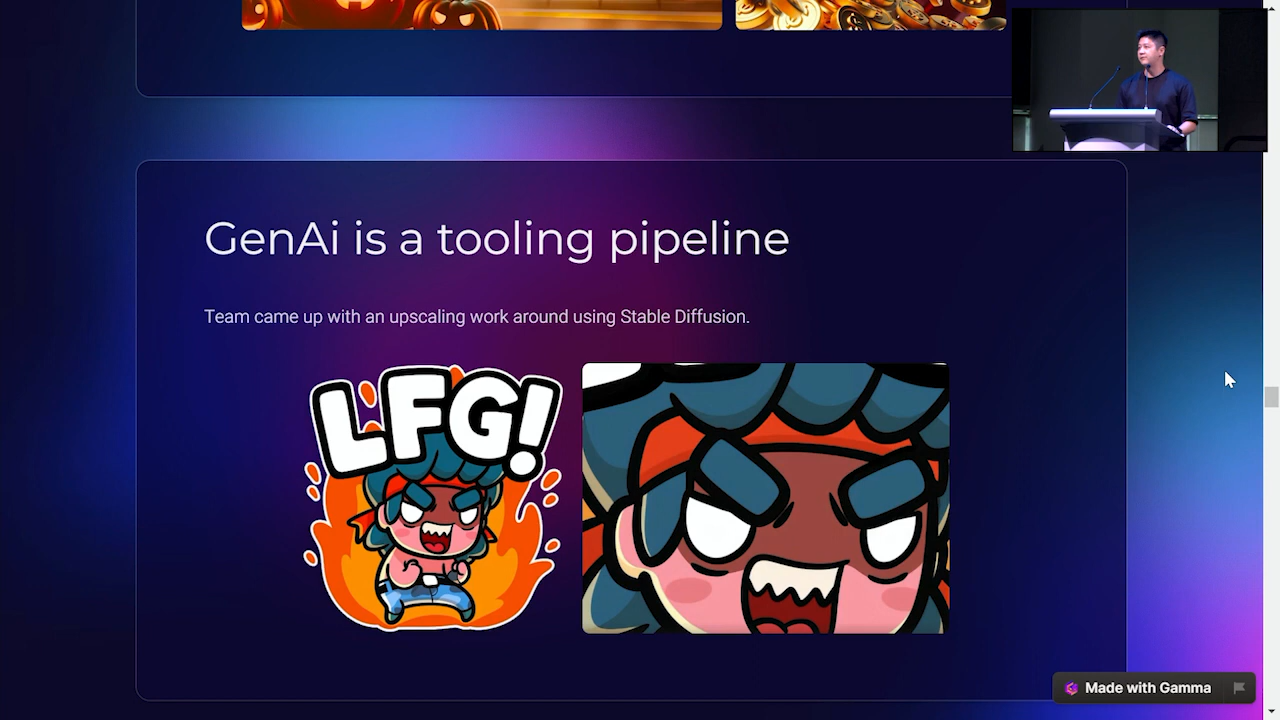 GenAi is a tooling pipeline
Team came up with an upscaling work around using Stable Diffusion.
LFG!
Made with Gamma